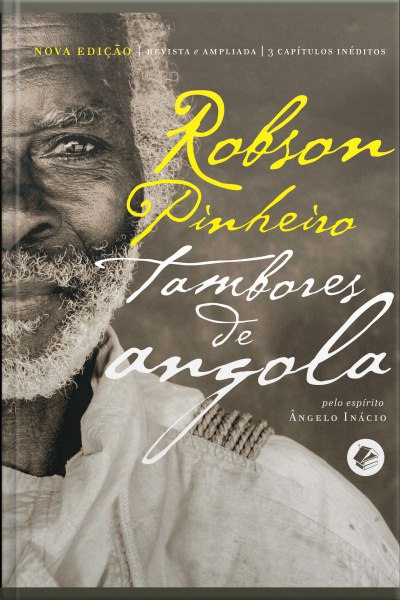 NOVA EDIÇÃO | REVISTA e AMPLIADA | 3 CAPÍTULOS INÉDITOS
Robson
Pinheiro
Tambores
de
angola
pelo espírito
ÂNGELO INÁCIO